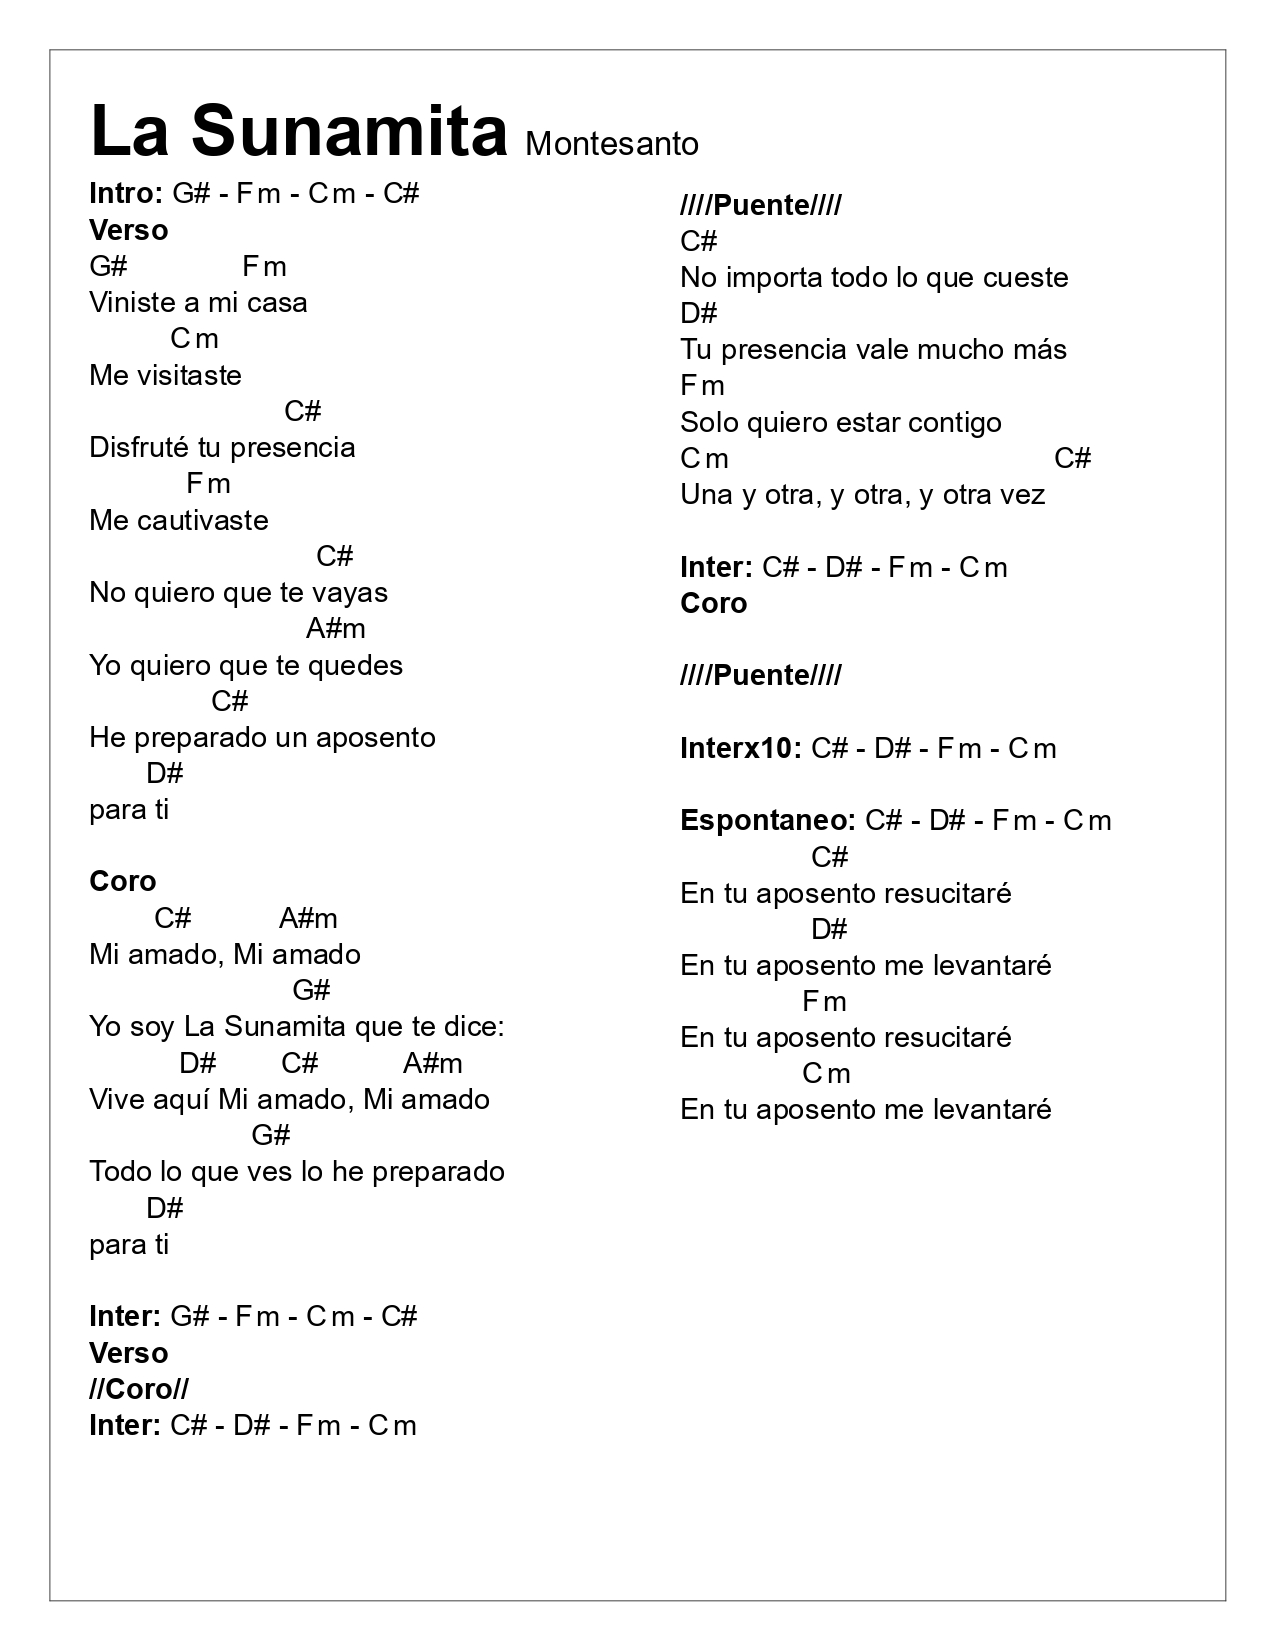 La Sunamita Montesanto
Intro: G# - Fm - Cm - C#
Verso
G# Fm
Viniste a mi casa
Cm
Me visitaste
C#
Disfruté tu presencia
Fm
Me cautivaste
C#
No quiero que te vayas
A#m
Yo quiero que te quedes
C#
He preparado un aposento
D#
para ti
Coro
C# A#m
Mi amado, Mi amado
G#
Yo soy La Sunamita que te dice:
D# C# A#m
Vive aquí Mi amado, Mi amado
G#
Todo lo que ves lo he preparado
D#
para ti
Inter: G# - Fm - Cm - C#
Verso
//Coro//
Inter: C# - D# - Fm - Cm
////Puente////
C#
No importa todo lo que cueste
D#
Tu presencia vale mucho más
Fm
Solo quiero estar contigo
Cm C#
Una y otra, y otra, y otra vez
Inter: C# - D# - Fm - Cm
Coro
////Puente////
Interx10: C# - D# - Fm - Cm
Espontaneo: C# - D# - Fm - Cm
C#
En tu aposento resucitaré
D#
En tu aposento me levantaré
Fm
En tu aposento resucitaré
Cm
En tu aposento me levantaré